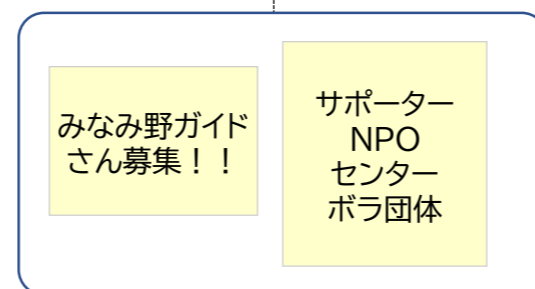 みなみ野ガイド
さん募集！！
サポーター
NPO
センター
ボラ団体